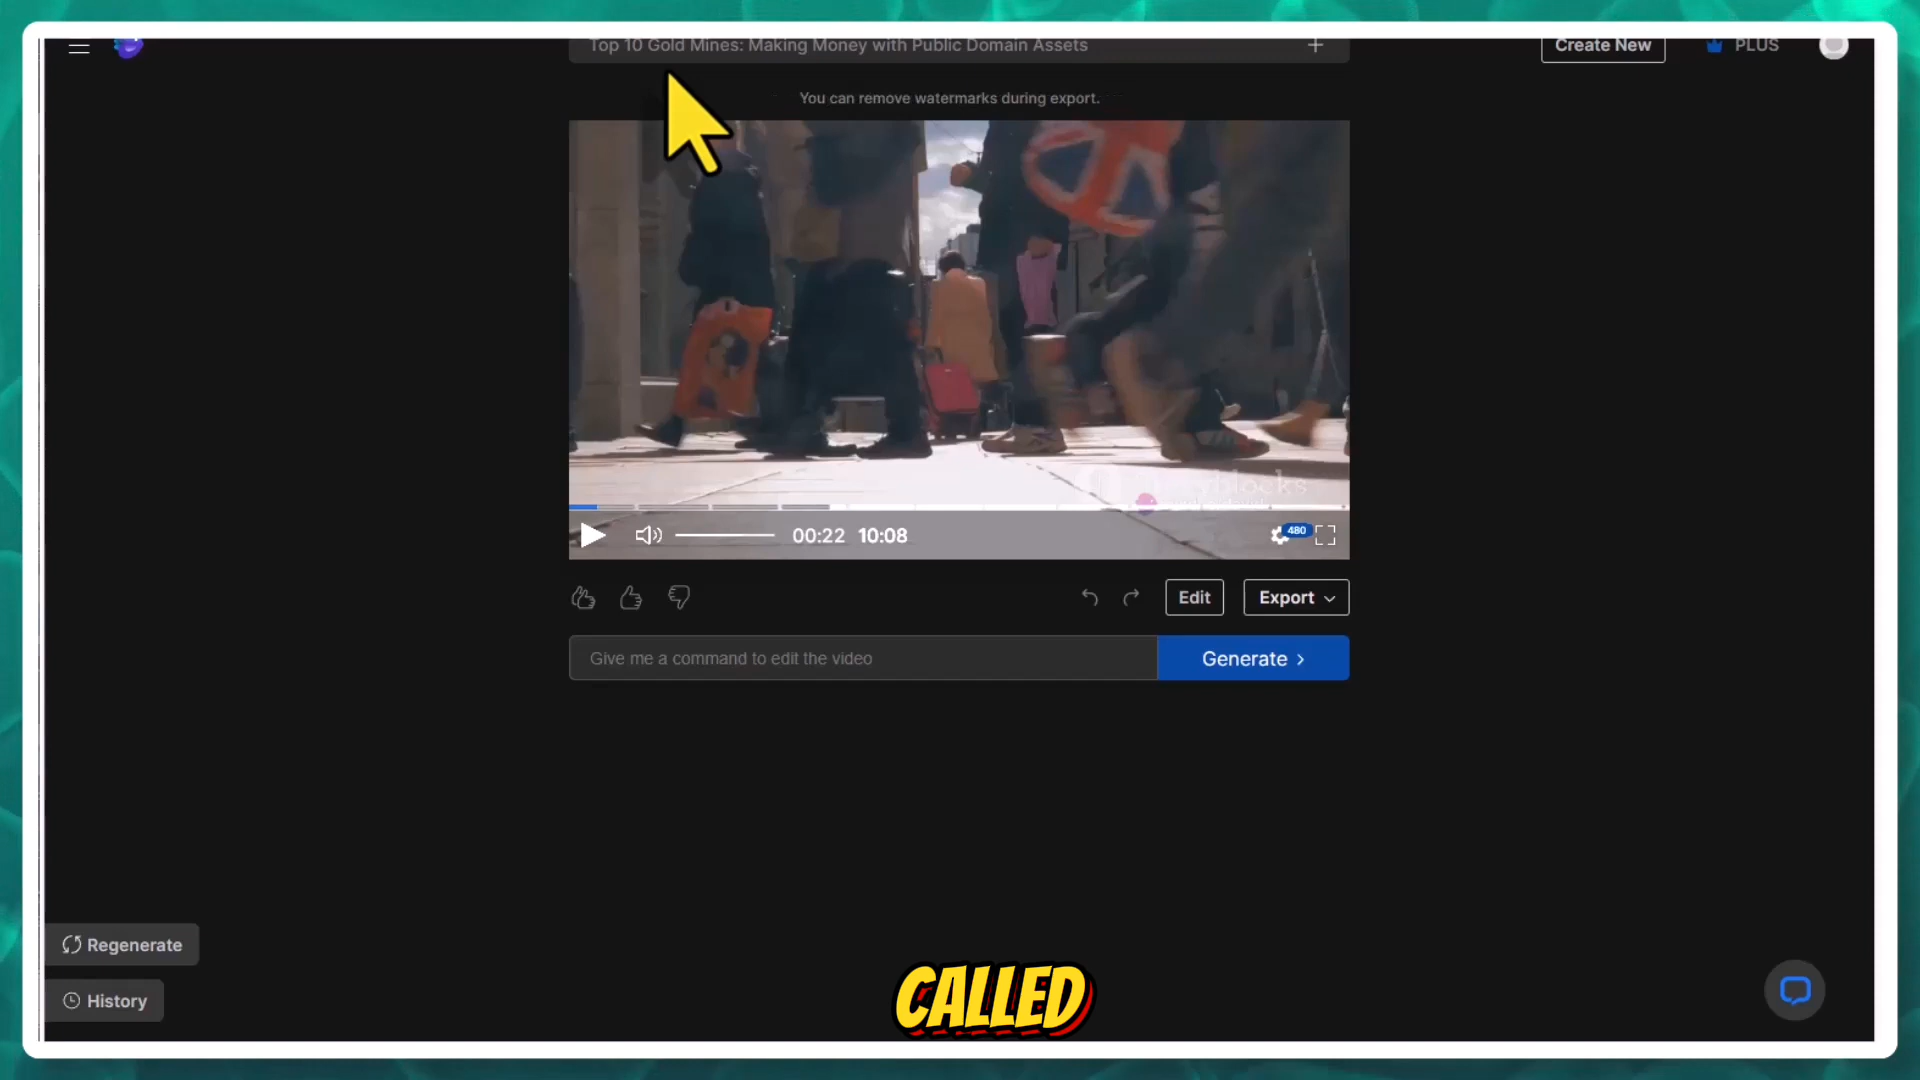 Top 10 Gold Mines: Making Money with Public Domain Assets
Create New
PLUS
You can remove watermarks during export.
00:22 10:08
480
Edit
Export
Give me a command to edit the video
Generate
Regenerate
History
CALLED